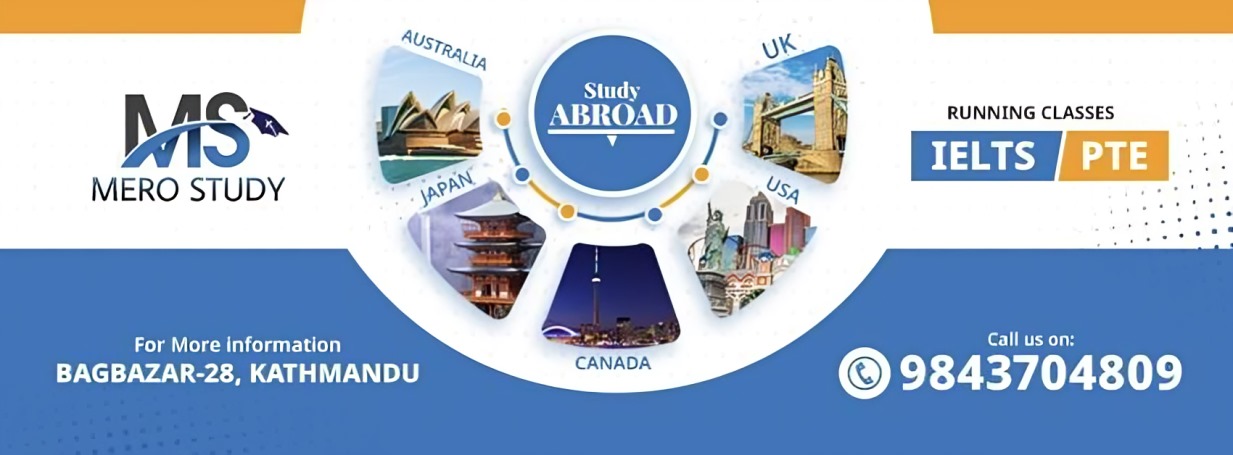 MS
MERO STUDY
AUSTRALIA
JAPAN
CANADA
USA
UK
Study
ABROAD
RUNNING CLASSES
IELTS PTE
For More information
BAGBAZAR-28, KATHMANDU
Call us on:
9843704809